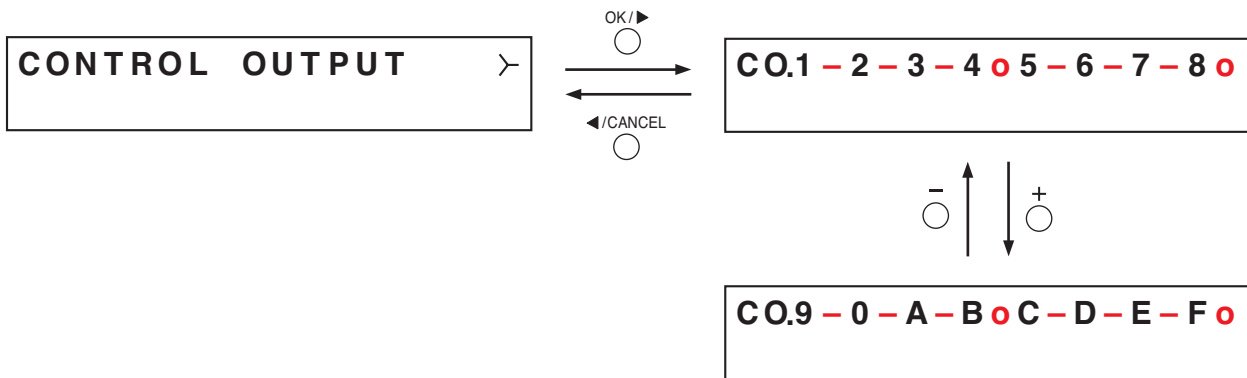 OK/▶
CONTROL OUTPUT
CO.1 – 2 – 3 – 4 o 5 – 6 – 7 – 8 o
◀/CANCEL
– +
CO.9 – 0 – A – B o C – D – E – F o